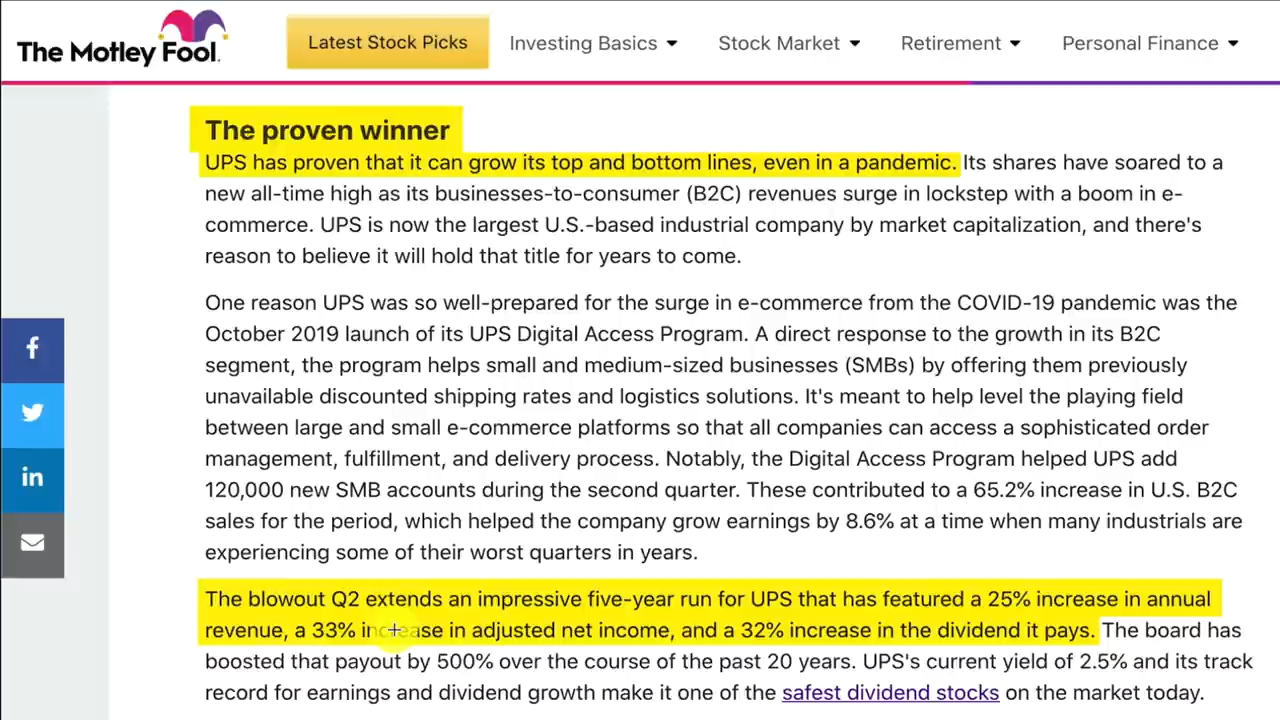 The Motley Fool.
Latest Stock Picks
Investing Basics
Stock Market
Retirement
Personal Finance
The proven winner
UPS has proven that it can grow its top and bottom lines, even in a pandemic. Its shares have soared to a
new all-time high as its businesses-to-consumer (B2C) revenues surge in lockstep with a boom in e-
commerce. UPS is now the largest U.S.-based industrial company by market capitalization, and there's
reason to believe it will hold that title for years to come.
One reason UPS was so well-prepared for the surge in e-commerce from the COVID-19 pandemic was the
October 2019 launch of its UPS Digital Access Program. A direct response to the growth in its B2C
segment, the program helps small and medium-sized businesses (SMBs) by offering them previously
unavailable discounted shipping rates and logistics solutions. It's meant to help level the playing field
between large and small e-commerce platforms so that all companies can access a sophisticated order
management, fulfillment, and delivery process. Notably, the Digital Access Program helped UPS add
120,000 new SMB accounts during the second quarter. These contributed to a 65.2% increase in U.S. B2C
sales for the period, which helped the company grow earnings by 8.6% at a time when many industrials are
experiencing some of their worst quarters in years.
The blowout Q2 extends an impressive five-year run for UPS that has featured a 25% increase in annual
revenue, a 33% increase in adjusted net income, and a 32% increase in the dividend it pays. The board has
boosted that payout by 500% over the course of the past 20 years. UPS's current yield of 2.5% and its track
record for earnings and dividend growth make it one of the safest dividend stocks on the market today.